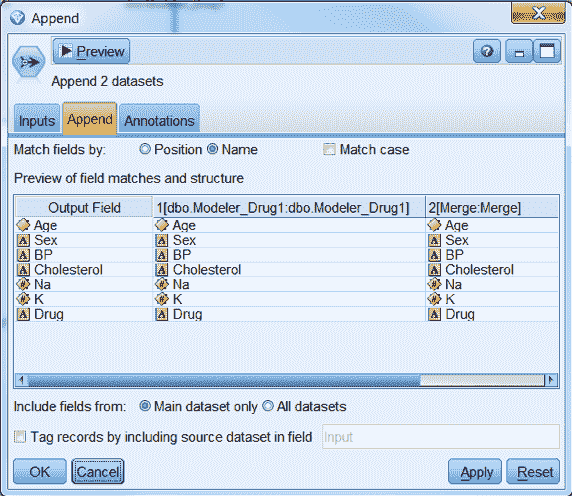 Append
Preview
Append 2 datasets
Inputs Append Annotations
Match fields by: Position Name Match case
Preview of field matches and structure
Output Field 1[dbo.Modeler_Drug1:dbo.Modeler_Drug1] 2[Merge:Merge]
Age Age Age
Sex Sex Sex
BP BP BP
Cholesterol Cholesterol Cholesterol
Na Na Na
K K K
Drug Drug Drug
Include fields from: Main dataset only All datasets
Tag records by including source dataset in field Input
OK Cancel Apply Reset